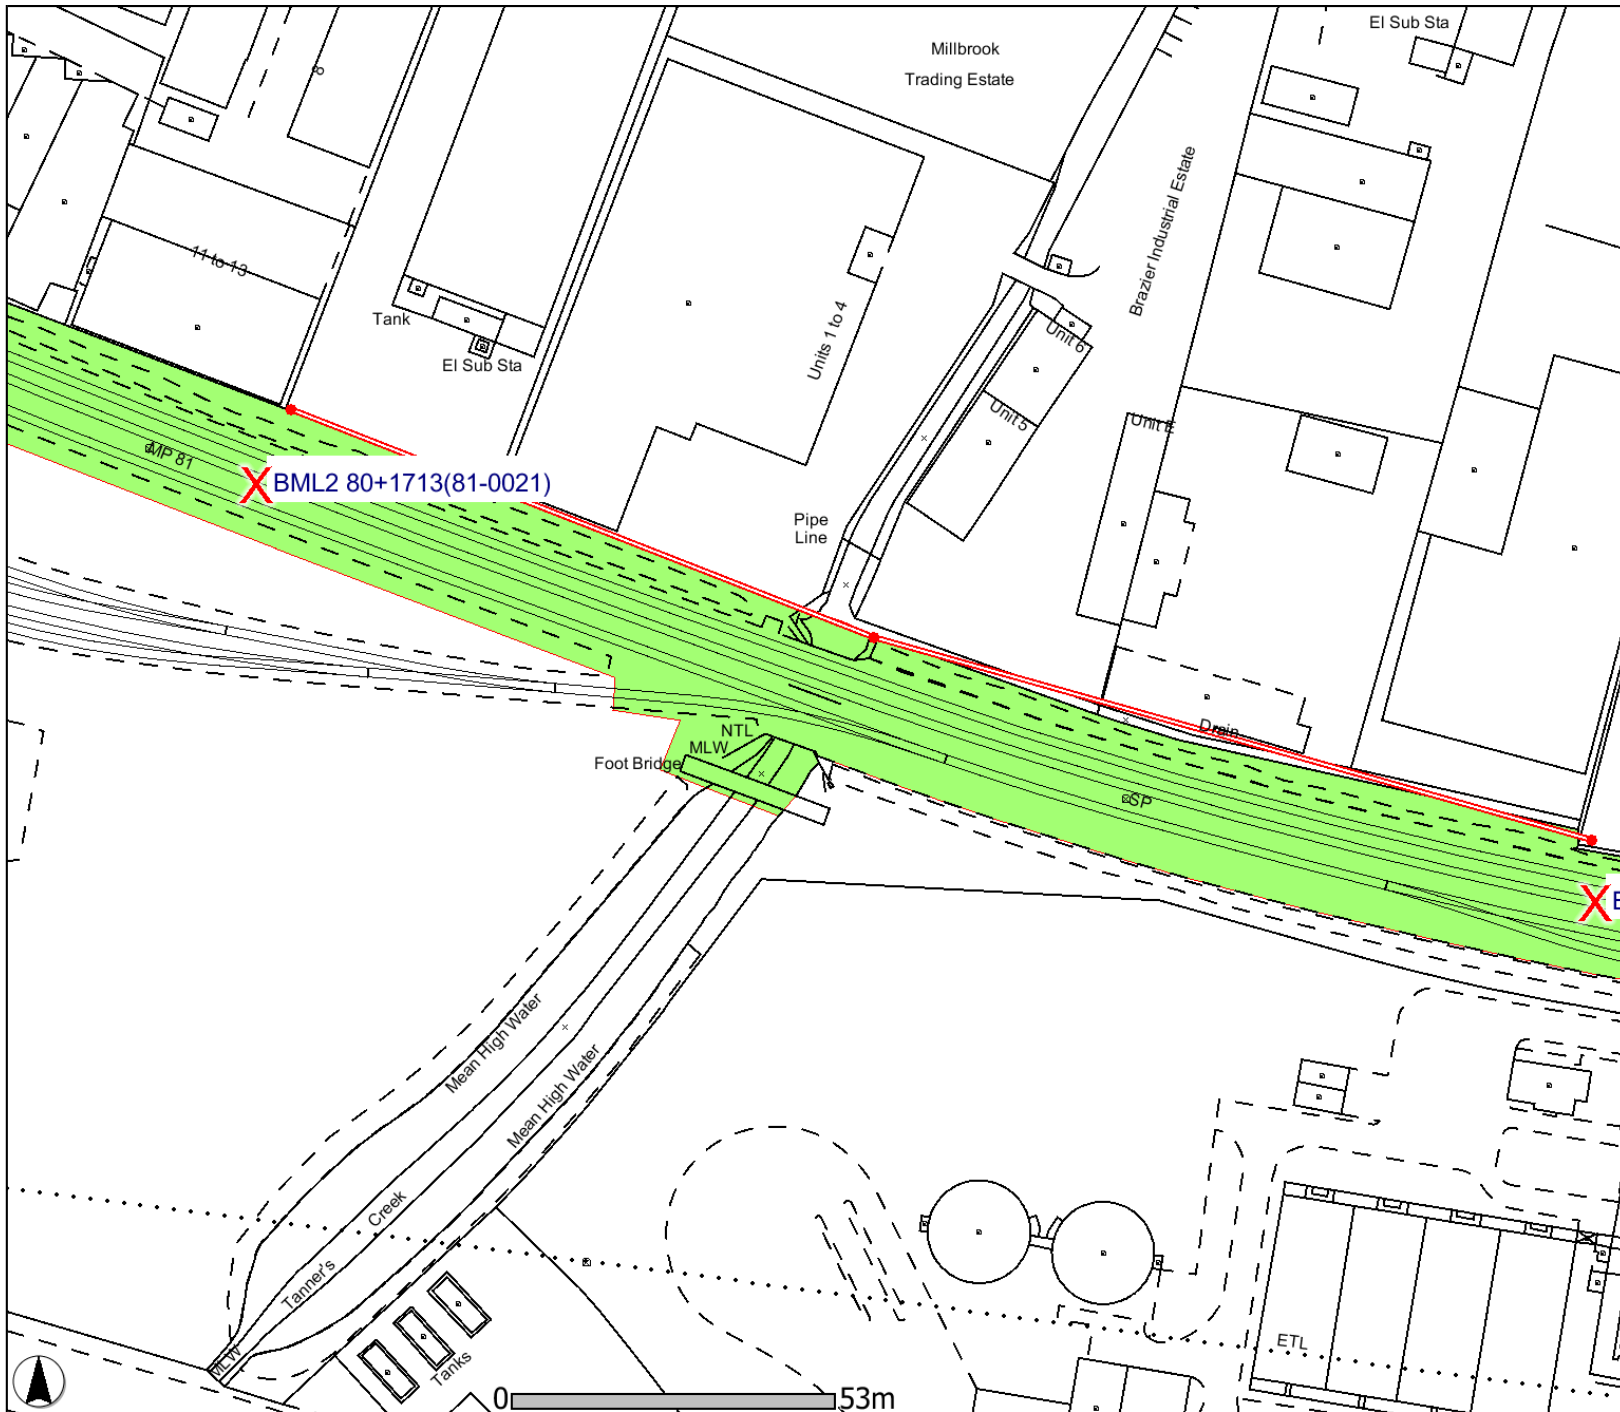 El Sub Sta
Millbrook
Trading Estate
8
Brazier Industrial Estate
11 to 13
Tank
El Sub Sta
Units 1 to 4
Unit 6
Unit 5
Unit E
MP 81
BML2 80+1713(81-0021)
Pipe
Line
Drain
NTL
MLW
Foot Bridge
SP
B
Mean High Water
Mean High Water
Creek
Tanner's
MLW
Tanks
ETL
0
53m